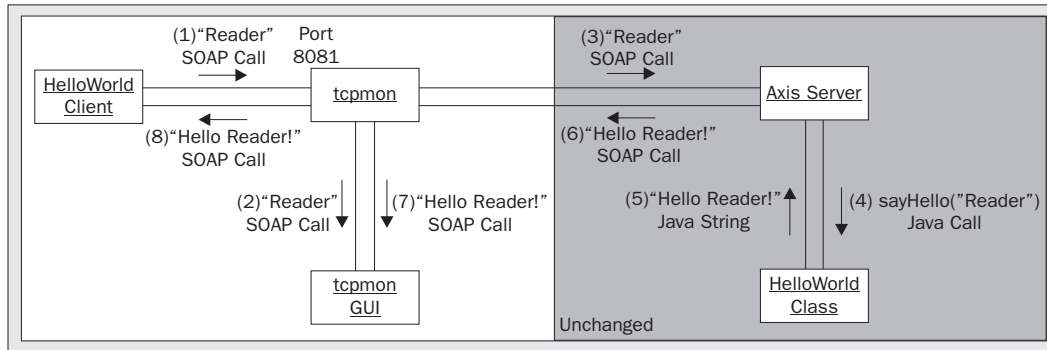 (1)“Reader”
SOAP Call
Port
8081
(3)“Reader”
SOAP Call
HelloWorld
Client
tcpmon
Axis Server
(8)“Hello Reader!”
SOAP Call
(6)“Hello Reader!”
SOAP Call
(2)“Reader”
SOAP Call
(7)“Hello Reader!”
SOAP Call
(5)“Hello Reader!”
Java String
(4) sayHello("Reader")
Java Call
tcpmon
GUI
HelloWorld
Class
Unchanged